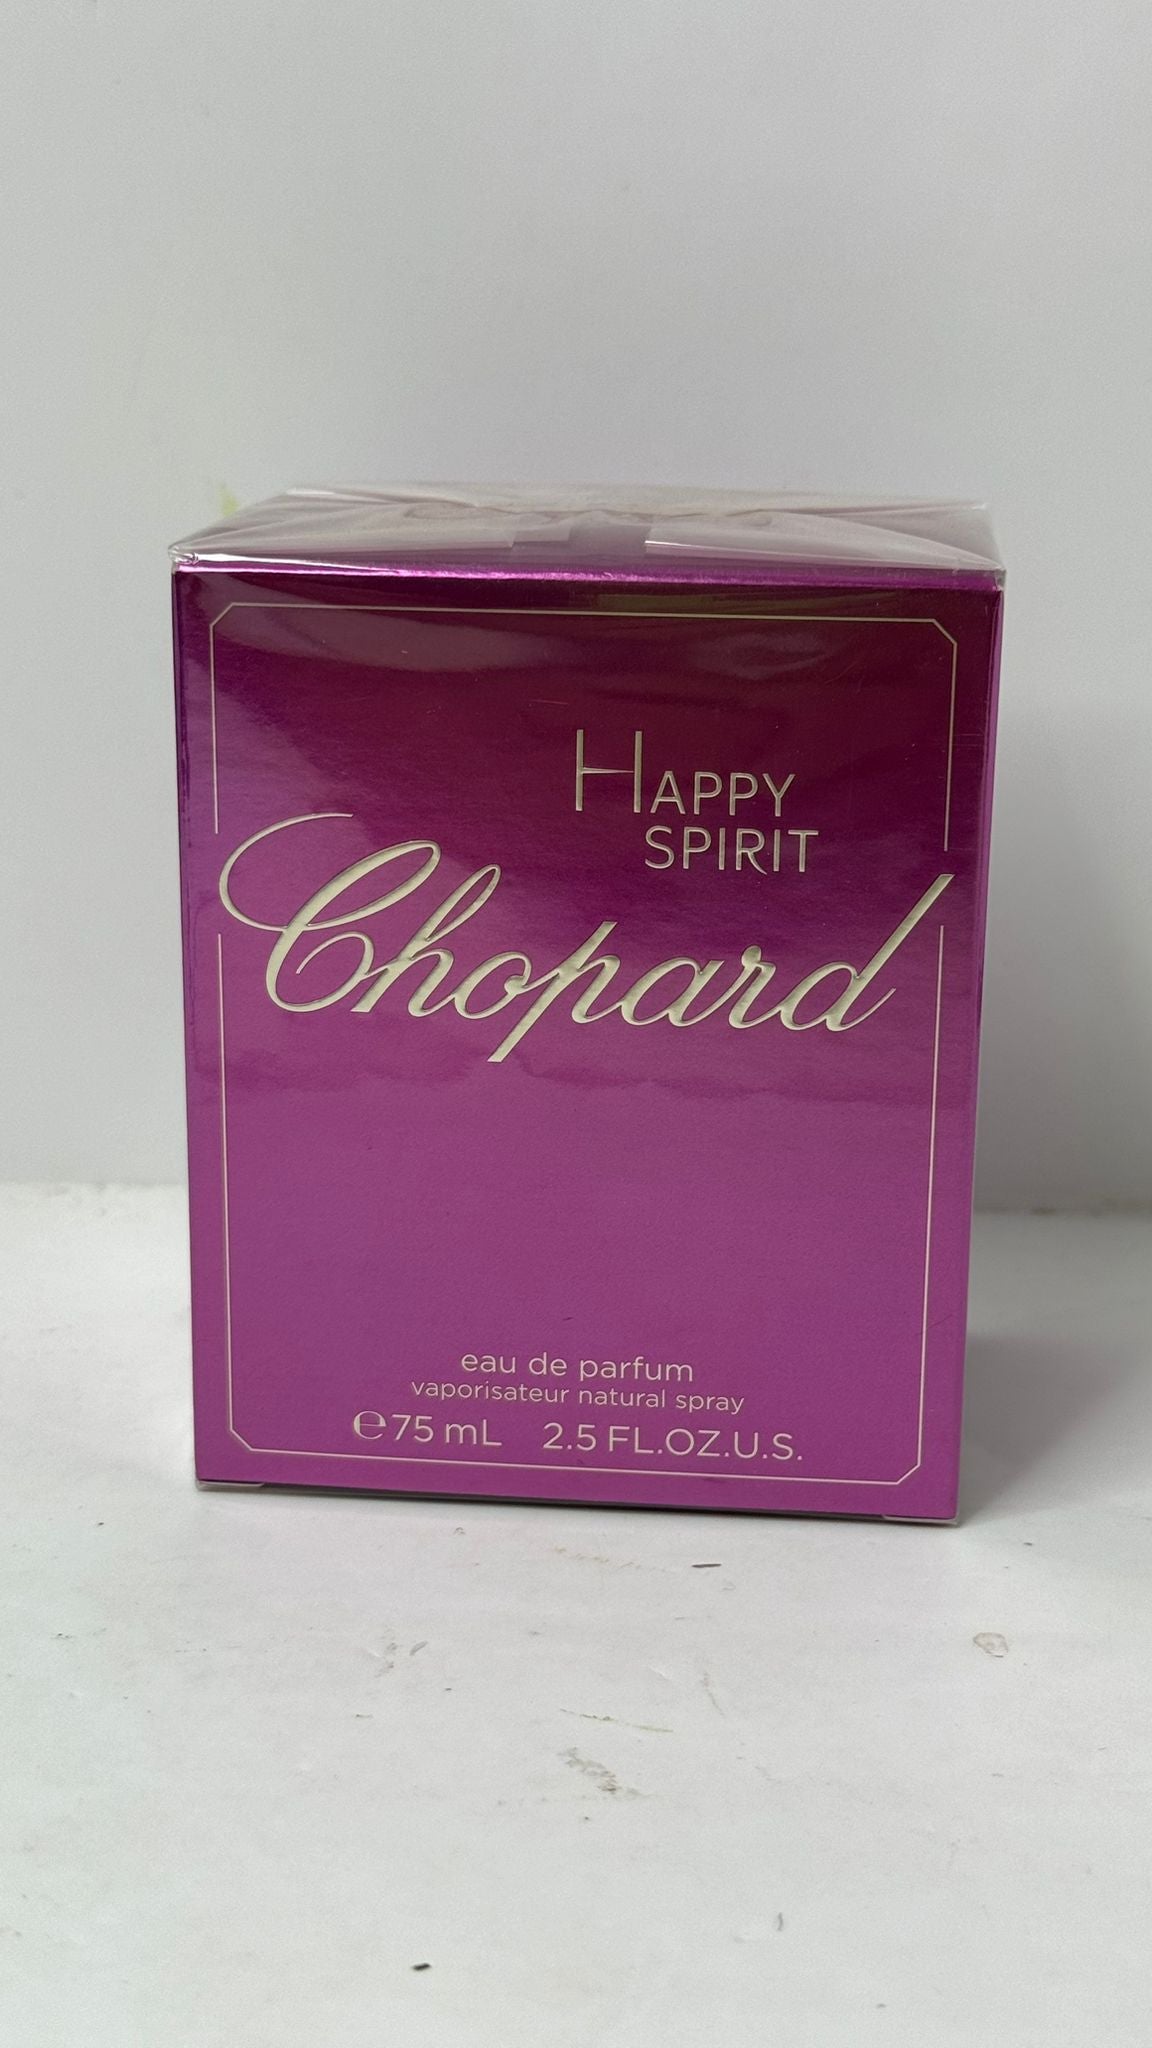 HAPPY
SPIRIT
Chopard
eau de parfum
vaporisateur natural spray
℮75 mL 2.5 FL.OZ.U.S.